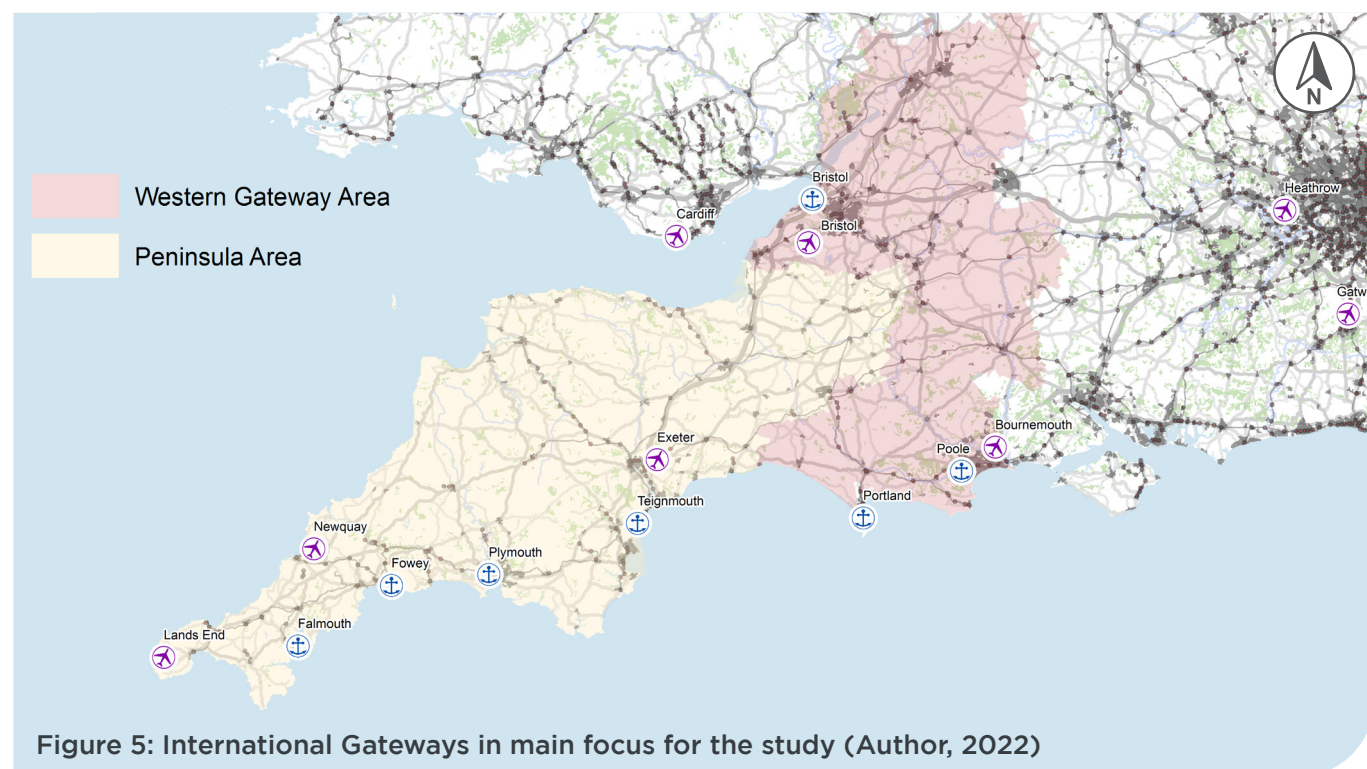 N
Western Gateway Area
Peninsula Area
Bristol
Heathrow
Cardiff
Bristol
Gatw
Bournemouth
Exeter
Poole
Teignmouth
Portland
Newquay
Plymouth
Fowey
Falmouth
Lands End
Figure 5: International Gateways in main focus for the study (Author, 2022)